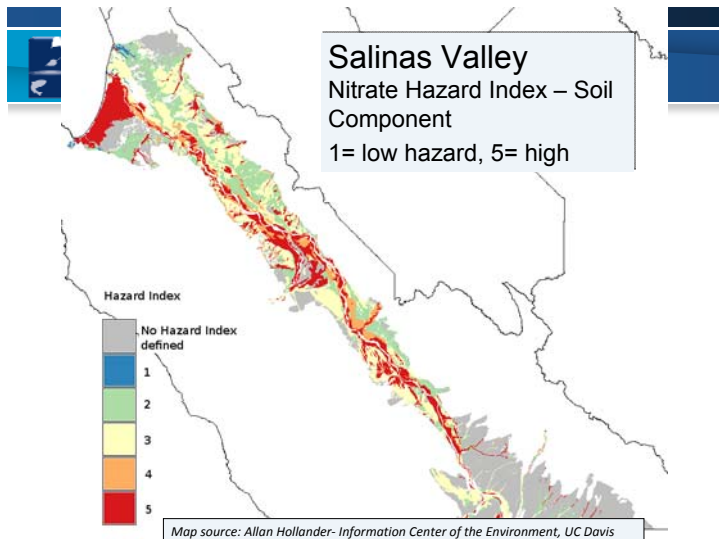 Salinas Valley
Nitrate Hazard Index – Soil
Component
1= low hazard, 5= high
Hazard Index
No Hazard Index
defined
1
2
3
4
5
Map source: Allan Hollander- Information Center of the Environment, UC Davis